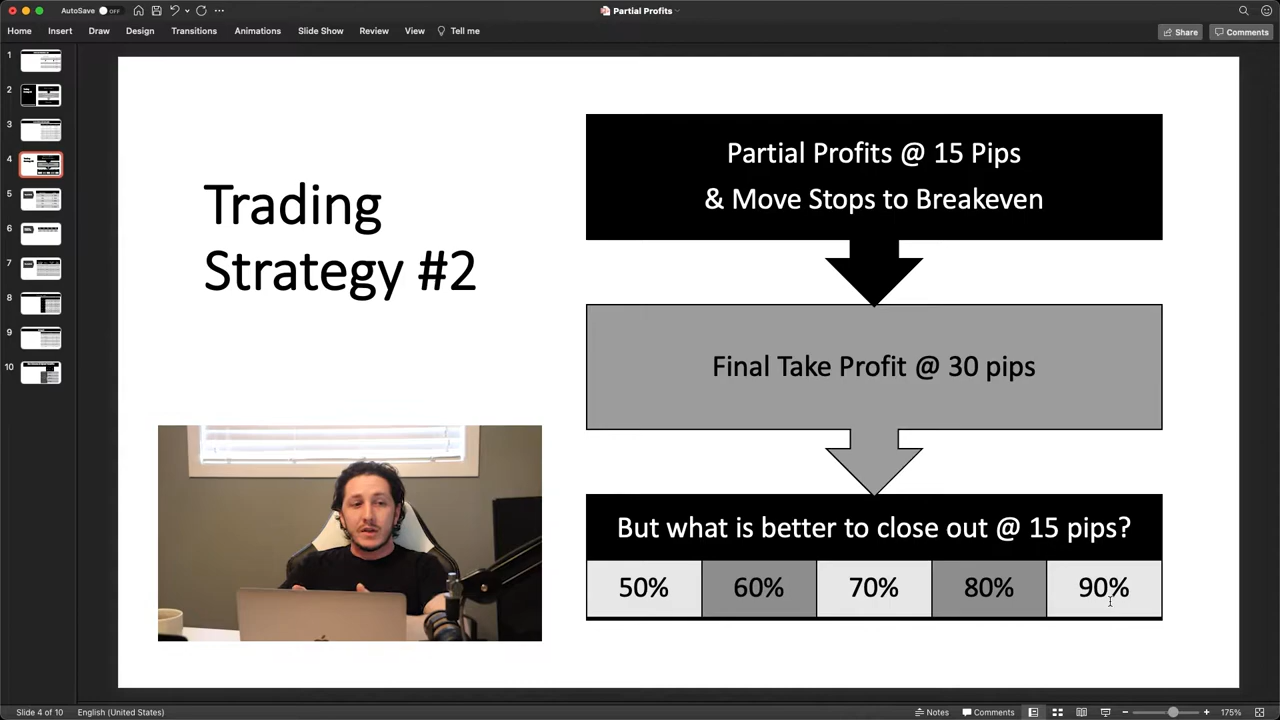 AutoSave OFF
Partial Profits
Home Insert Draw Design Transitions Animations Slide Show Review View Tell me
Share Comments
1
2
3
4
5
6
7
8
9
10
Trading
Strategy #2
Partial Profits @ 15 Pips
& Move Stops to Breakeven
Final Take Profit @ 30 pips
But what is better to close out @ 15 pips?
50% 60% 70% 80% 90%
Slide 4 of 10 English (United States) Notes Comments 175%